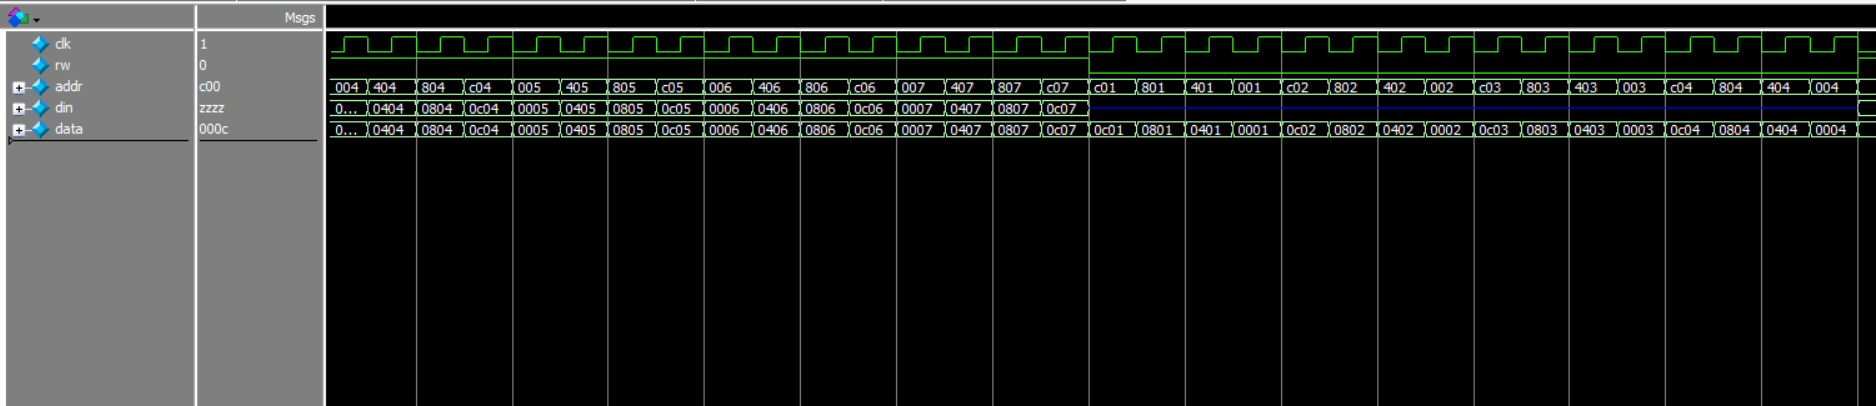 Msgs
clk 1
rw 0
addr c00 004 404 804 c04 005 405 805 c05 006 406 806 c06 007 407 807 c07 c01 801 401 001 c02 802 402 002 c03 803 403 003 c04 804 404 004
din zzzz 0... 0404 0804 0c04 0005 0405 0805 0c05 0006 0406 0806 0c06 0007 0407 0807 0c07
data 000c 0... 0404 0804 0c04 0005 0405 0805 0c05 0006 0406 0806 0c06 0007 0407 0807 0c07 0c01 0801 0401 0001 0c02 0802 0402 0002 0c03 0803 0403 0003 0c04 0804 0404 0004